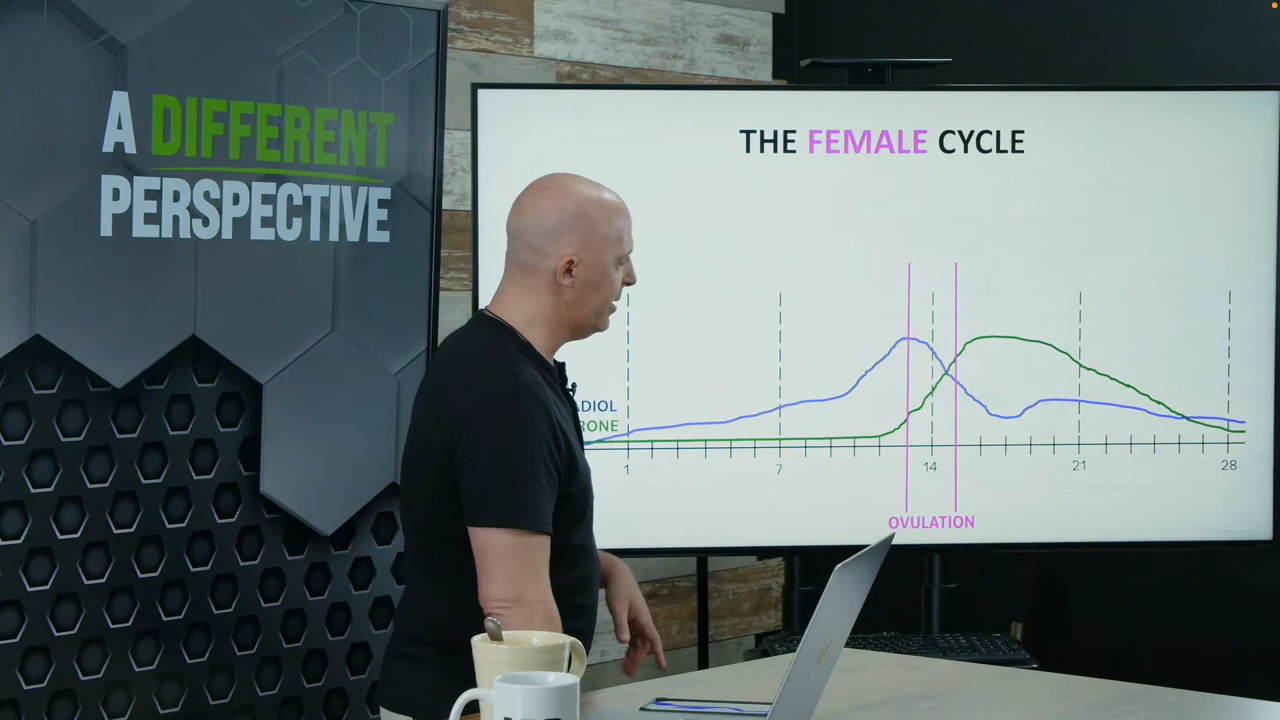 A DIFFERENT
PERSPECTIVE
THE FEMALE CYCLE
ADIOL
RONE
1
7
14
21
28
OVULATION